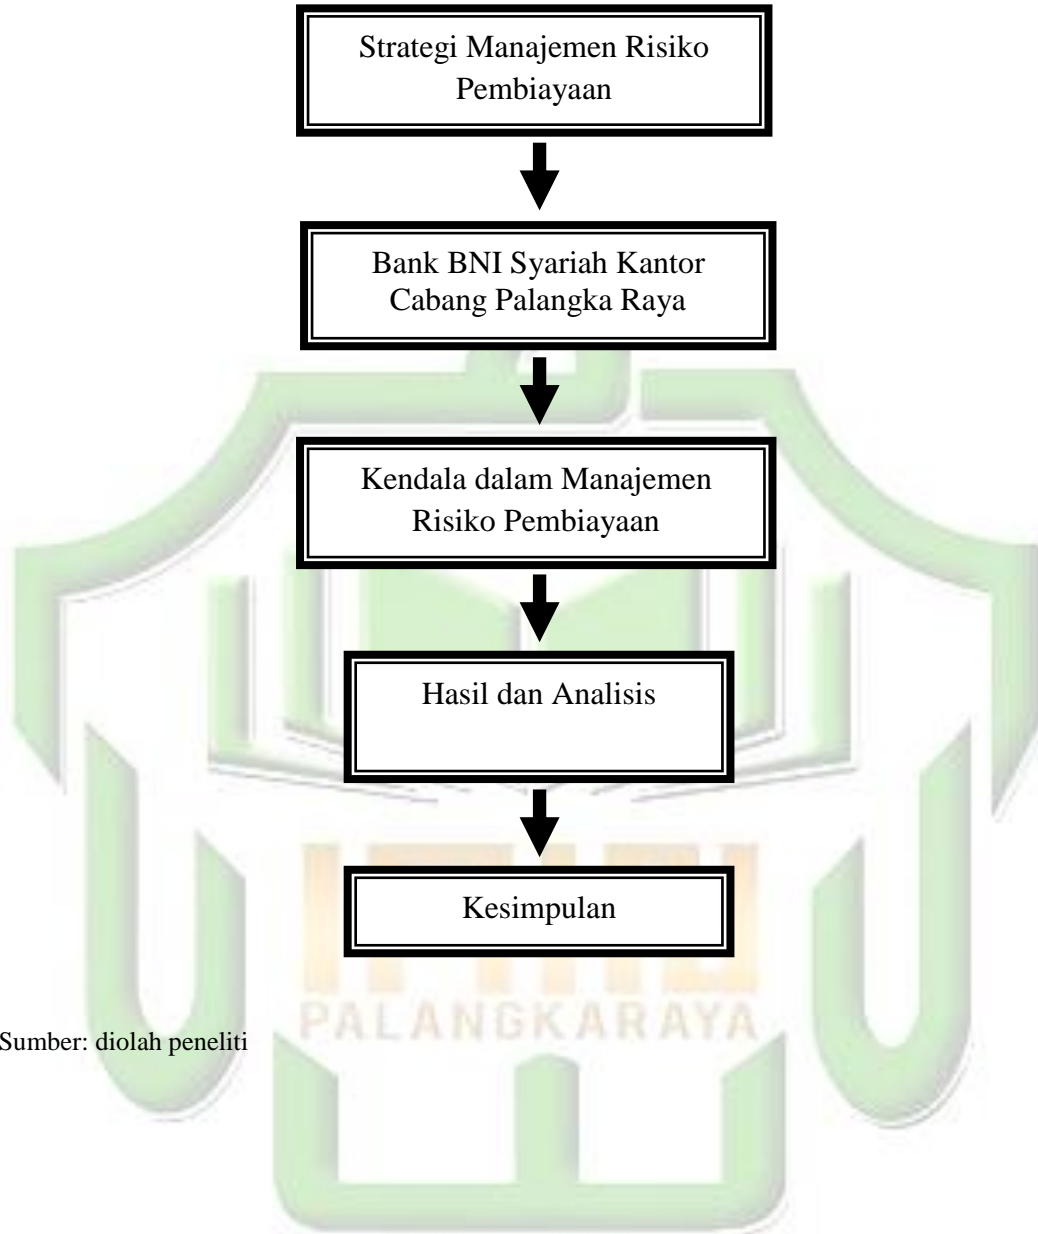 Strategi Manajemen Risiko
Pembiayaan
Bank BNI Syariah Kantor
Cabang Palangka Raya
Kendala dalam Manajemen
Risiko Pembiayaan
Hasil dan Analisis
Kesimpulan
PALANGKARAYA
Sumber: diolah peneliti